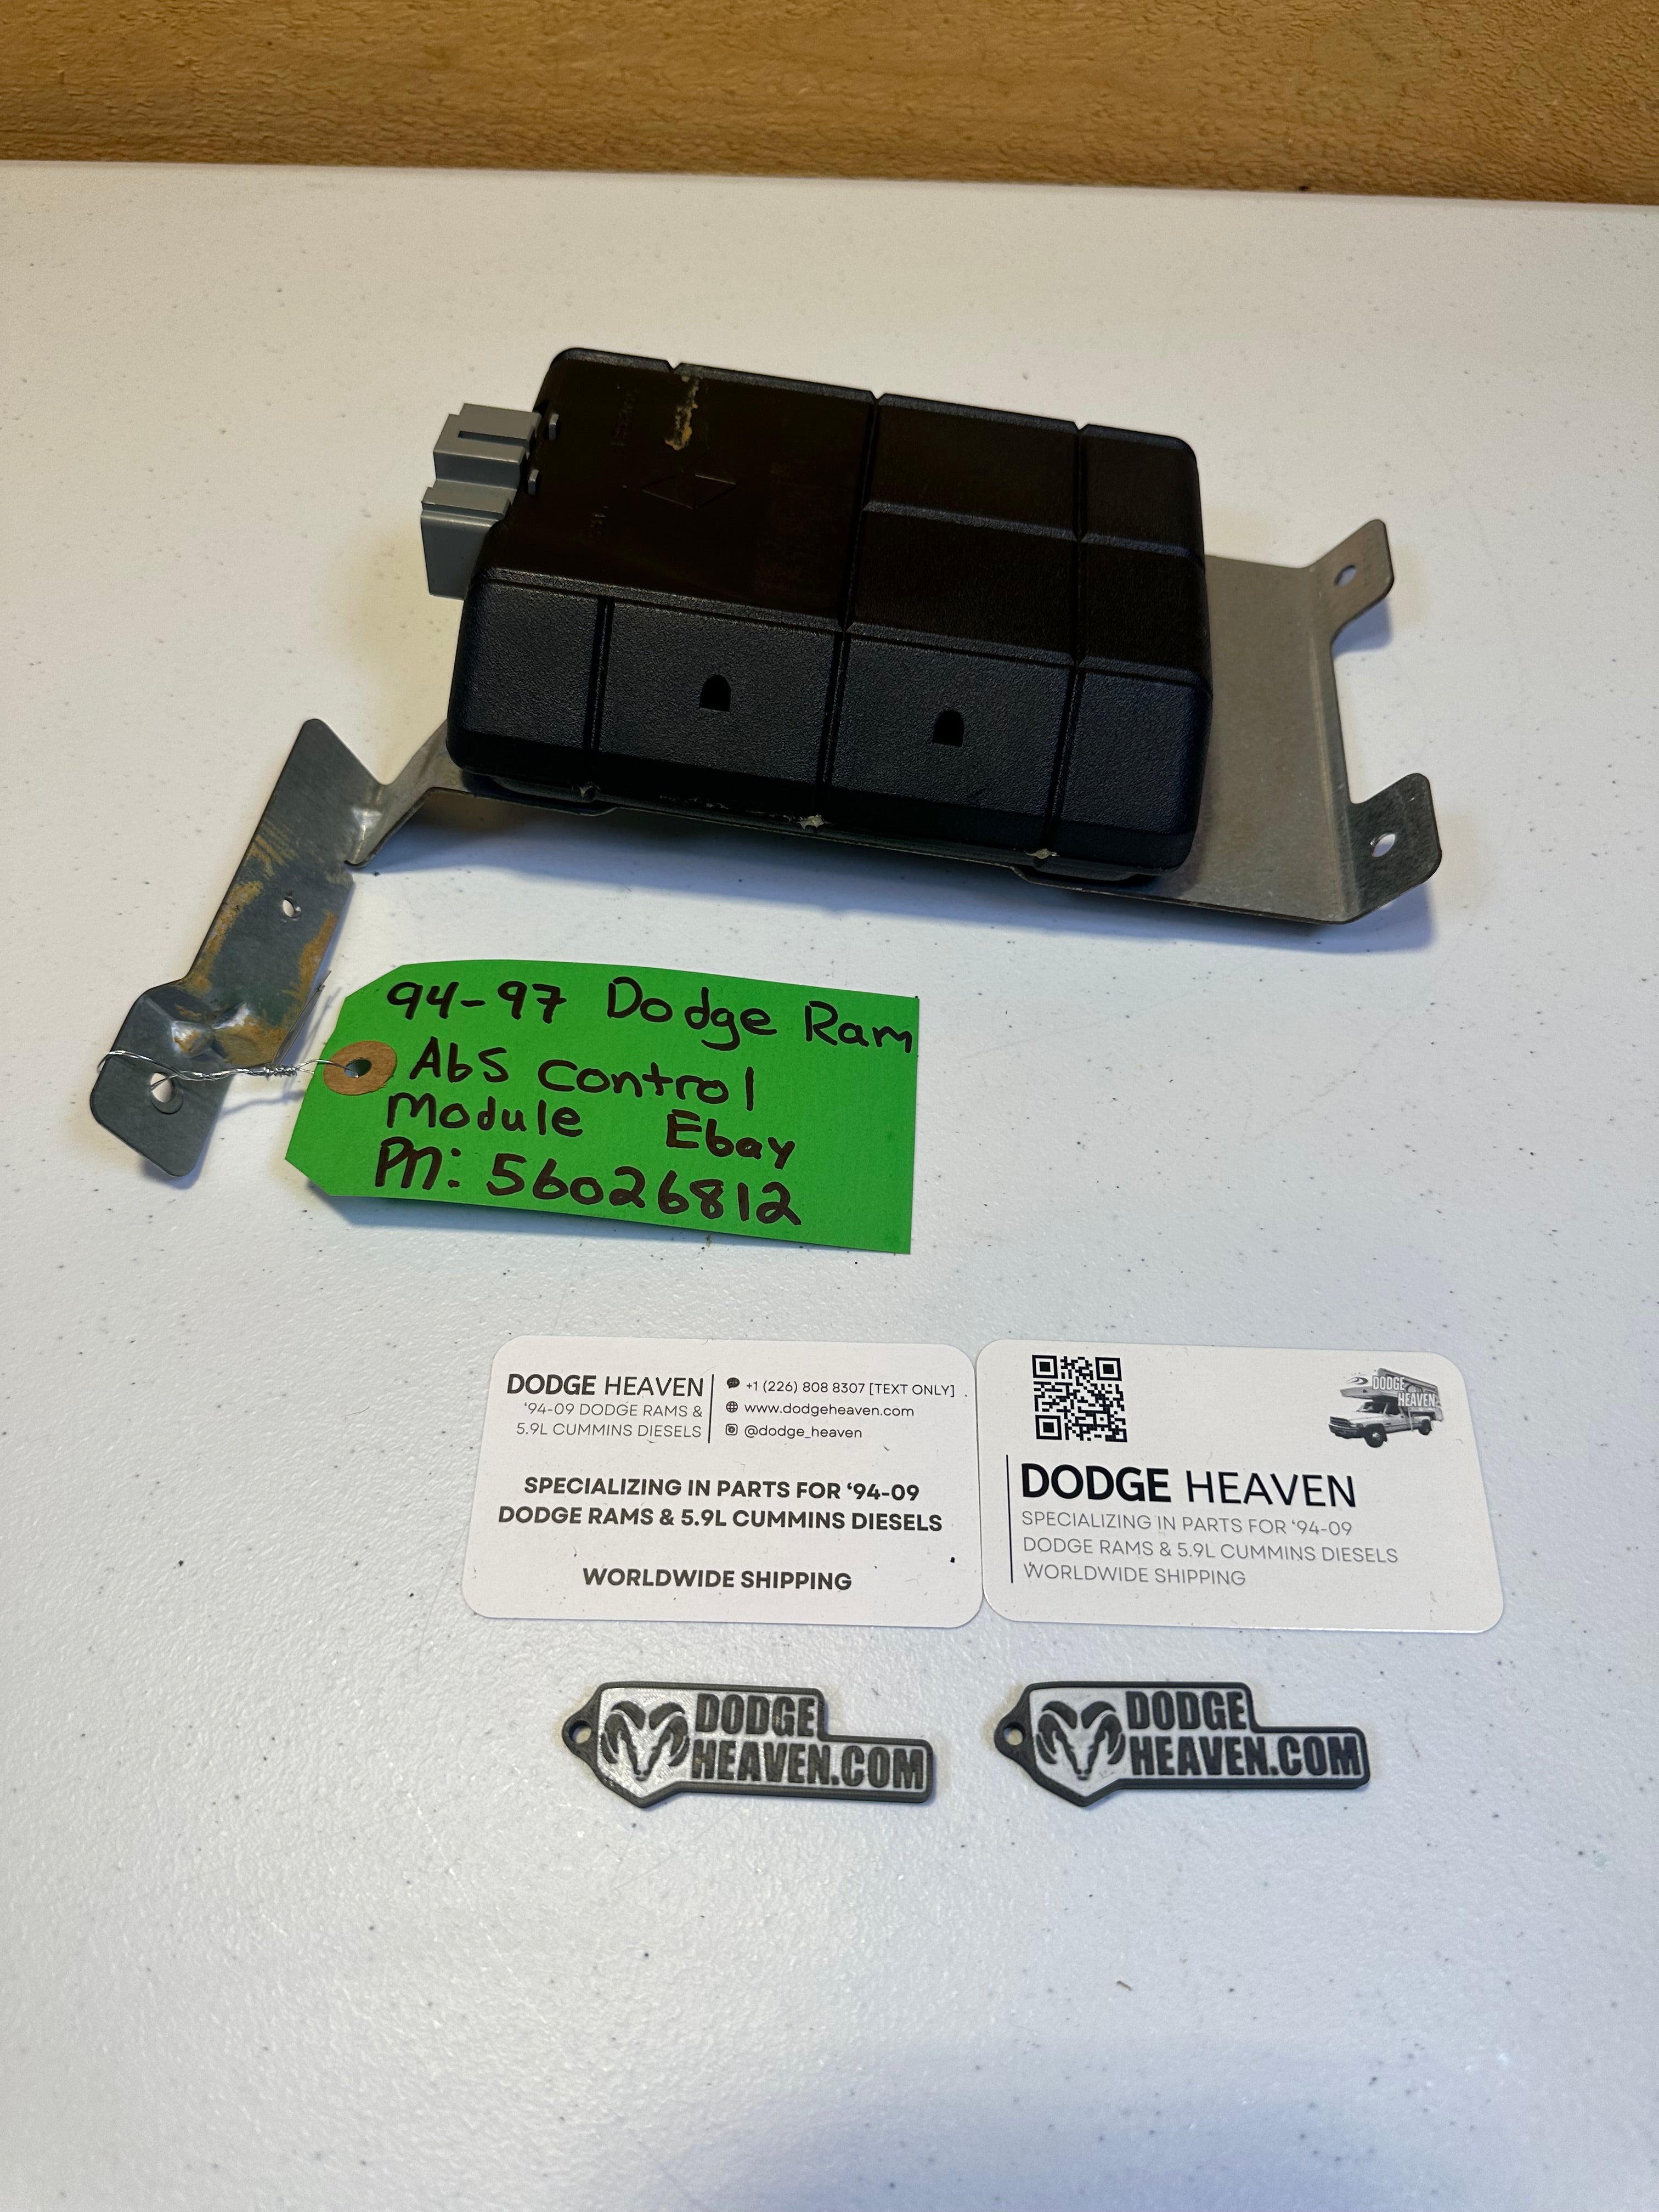 94-97 Dodge Ram
AbS Control
Module Ebay
PN: 56026812
DODGE HEAVEN
'94-09 DODGE RAMS &
5.9L CUMMINS DIESELS
+1 (226) 808 8307 [TEXT ONLY]
www.dodgeheaven.com
@dodge_heaven
SPECIALIZING IN PARTS FOR '94-09
DODGE RAMS & 5.9L CUMMINS DIESELS
WORLDWIDE SHIPPING
DODGE
HEAVEN
DODGE HEAVEN
SPECIALIZING IN PARTS FOR '94-09
DODGE RAMS & 5.9L CUMMINS DIESELS
WORLDWIDE SHIPPING
DODGE
HEAVEN.COM
DODGE
HEAVEN.COM